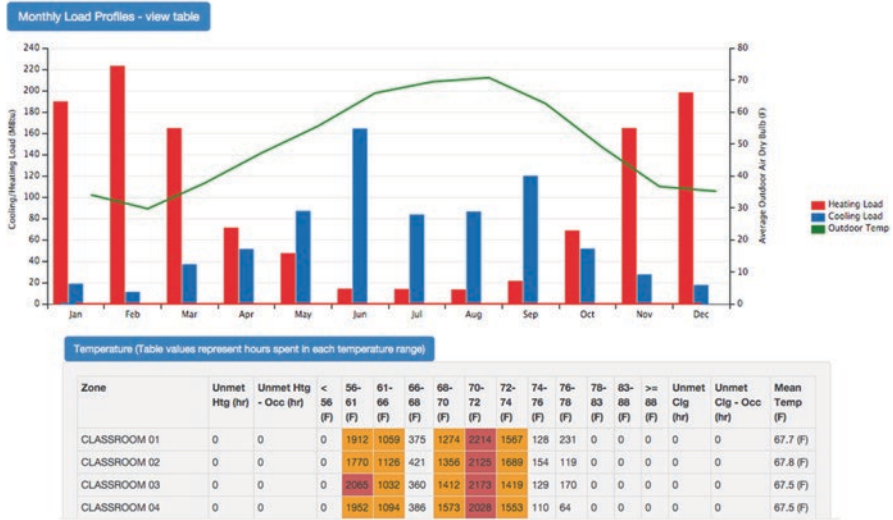 Monthly Load Profiles - view table
240
220
200
180
160
140
120
100
80
60
40
20
0
Cooling/Heating Load (MBtu)
80
70
60
50
40
30
20
10
0
Average Outdoor Air Dry Bulb (F)
Jan Feb Mar Apr May Jun Jul Aug Sep Oct Nov Dec
Heating Load
Cooling Load
Outdoor Temp
Temperature (Table values represent hours spent in each temperature range)
Zone Unmet Htg (hr) Unmet Htg - Occ (hr) < 56 (F) 56-61 (F) 61-66 (F) 66-68 (F) 68-70 (F) 70-72 (F) 72-74 (F) 74-76 (F) 76-78 (F) 78-83 (F) 83-88 (F) >= 88 (F) Unmet Clg (hr) Unmet Clg - Occ (hr) Mean Temp (F)
CLASSROOM 01 0 0 0 1912 1059 375 1274 2214 1567 128 231 0 0 0 0 0 67.7 (F)
CLASSROOM 02 0 0 0 1770 1126 421 1356 2125 1689 154 119 0 0 0 0 0 67.8 (F)
CLASSROOM 03 0 0 0 2065 1032 360 1412 2173 1419 129 170 0 0 0 0 0 67.5 (F)
CLASSROOM 04 0 0 0 1952 1094 386 1573 2028 1553 110 64 0 0 0 0 0 67.5 (F)